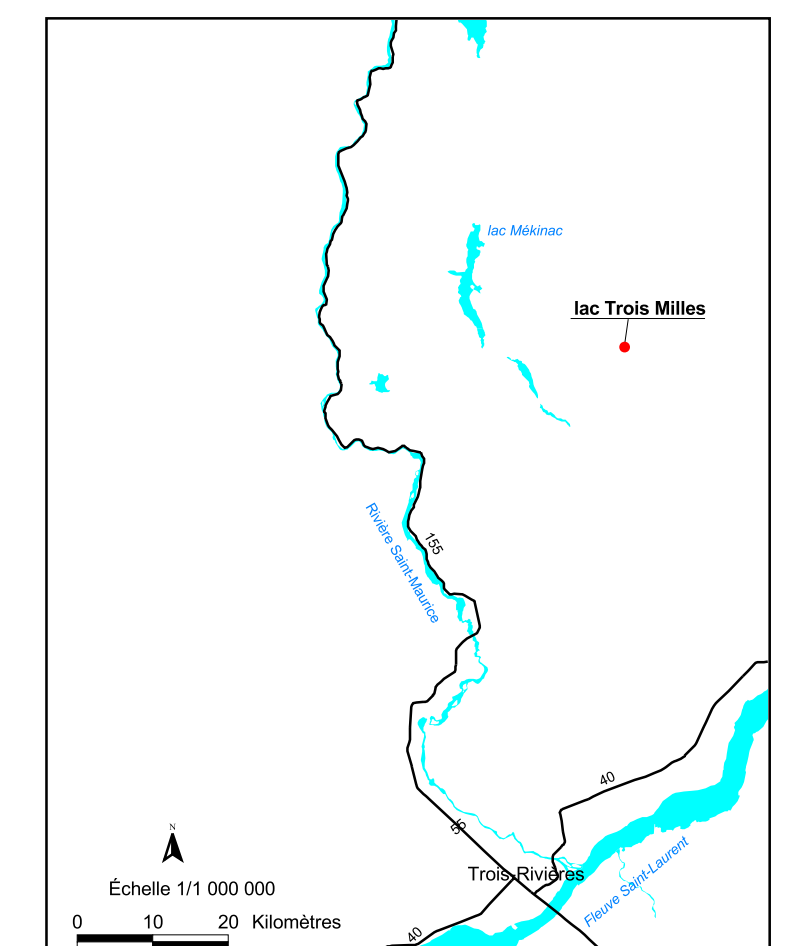 lac Mékinac
lac Trois Milles
Rivière Saint-Maurice
155
40
55
N
Trois-Rivières
Échelle 1/1 000 000
Fleuve Saint-Laurent
0 10 20 Kilomètres
40